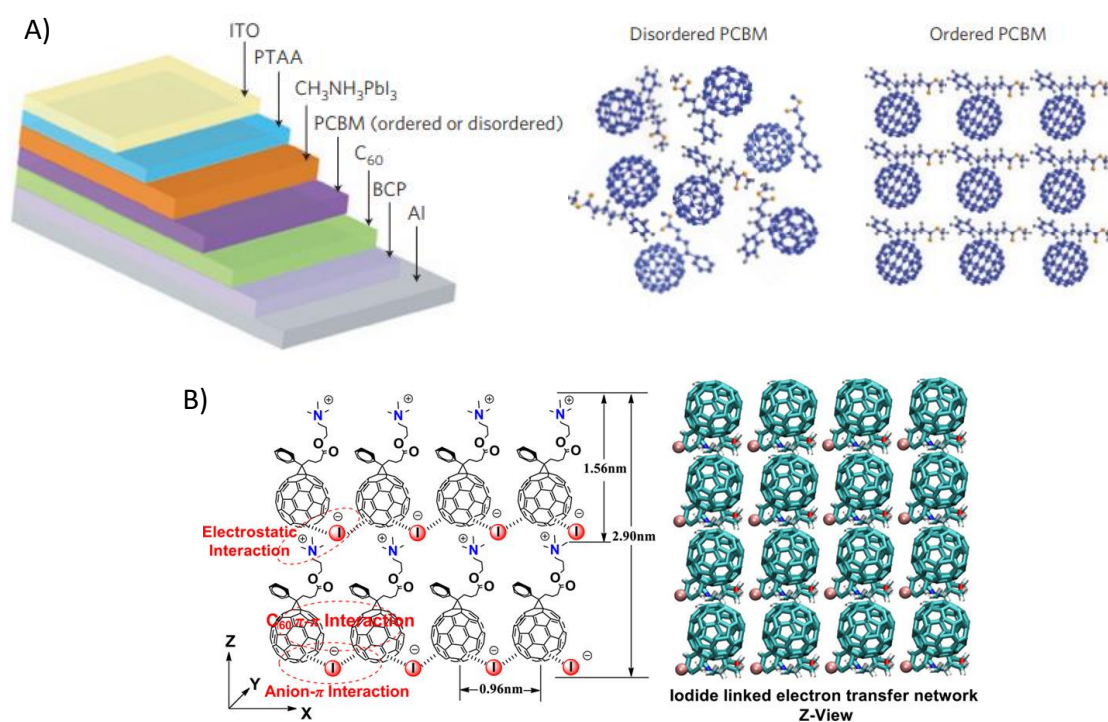 A)
ITO
PTAA
CH₃NH₃PbI₃
PCBM (ordered or disordered)
C₆₀
BCP
Al
Disordered PCBM
Ordered PCBM
B)
⊕ ⊕ ⊕ ⊕
N N N N
O O O O
O O O O
1.56nm
2.90nm
Electrostatic
Interaction
⊖ ⊖ ⊖ ⊖
I I I I
⊕ ⊕ ⊕ ⊕
N N N N
O O O O
O O O O
C₆₀ π-π Interaction
⊖ ⊖ ⊖ ⊖
I I I I
Anion-π Interaction
0.96nm
Z
Y
X
Iodide linked electron transfer network
Z-View